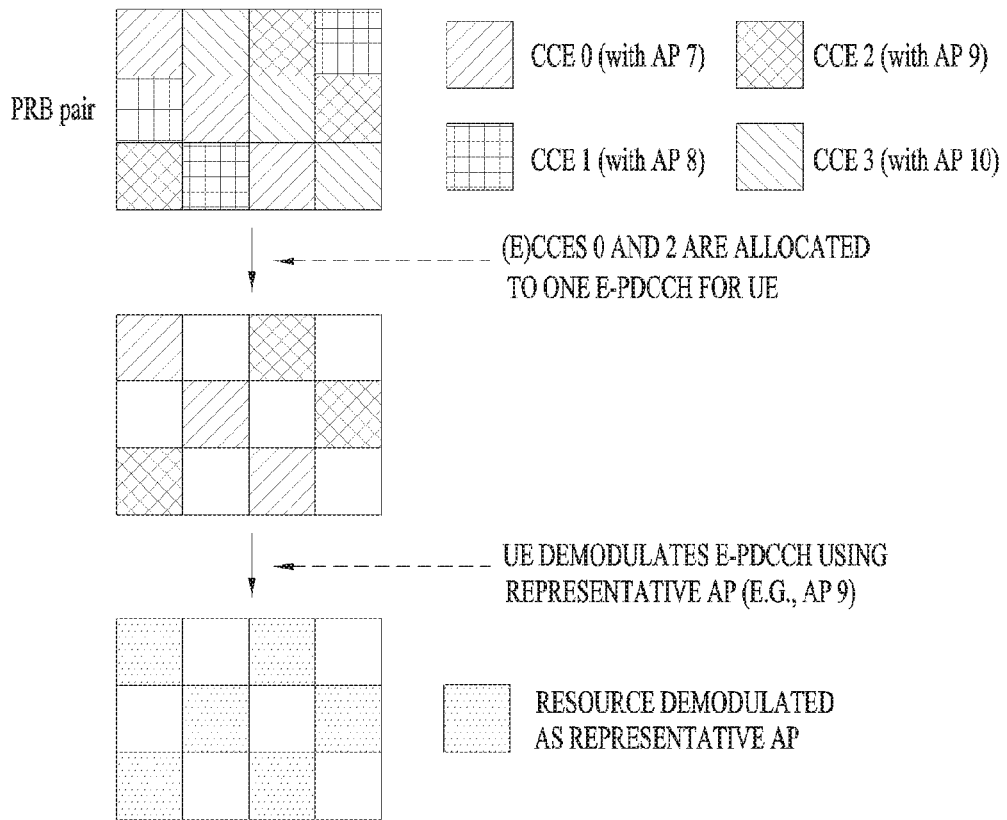 PRB pair
CCE 0 (with AP 7)
CCE 2 (with AP 9)
CCE 1 (with AP 8)
CCE 3 (with AP 10)
(E)CCES 0 AND 2 ARE ALLOCATED
TO ONE E-PDCCH FOR UE
UE DEMODULATES E-PDCCH USING
REPRESENTATIVE AP (E.G., AP 9)
RESOURCE DEMODULATED
AS REPRESENTATIVE AP